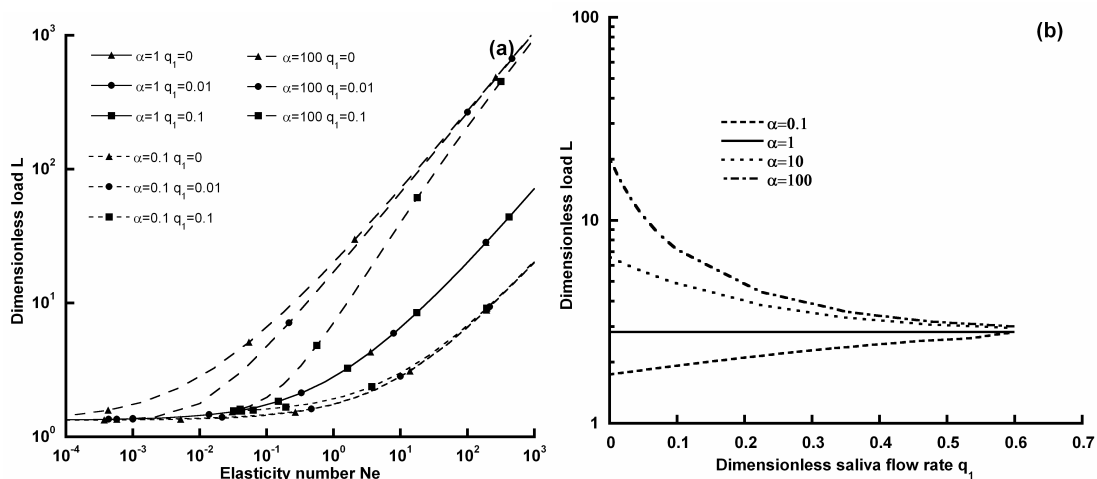 (a)
α=1 q1=0
α=1 q1=0.01
α=1 q1=0.1
α=100 q1=0
α=100 q1=0.01
α=100 q1=0.1
α=0.1 q1=0
α=0.1 q1=0.01
α=0.1 q1=0.1
Dimensionless load L
10^3
10^2
10^1
10^0
10^-4
10^-3
10^-2
10^-1
10^0
10^1
10^2
10^3
Elasticity number Ne
(b)
α=0.1
α=1
α=10
α=100
Dimensionless load L
100
10
1
0
0.1
0.2
0.3
0.4
0.5
0.6
0.7
Dimensionless saliva flow rate q1